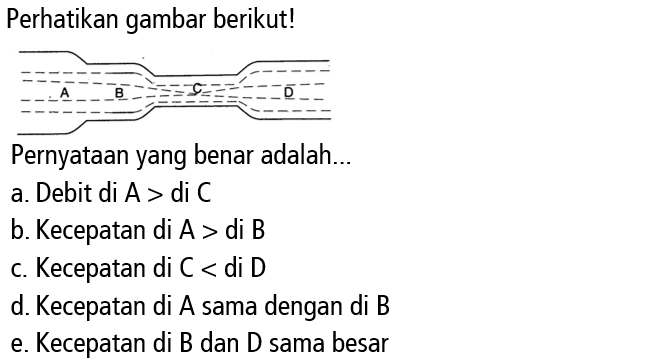 Perhatikan gambar berikut!
A B C D
Pernyataan yang benar adalah...
a. Debit di A > di C
b. Kecepatan di A > di B
c. Kecepatan di C < di D
d. Kecepatan di A sama dengan di B
e. Kecepatan di B dan D sama besar